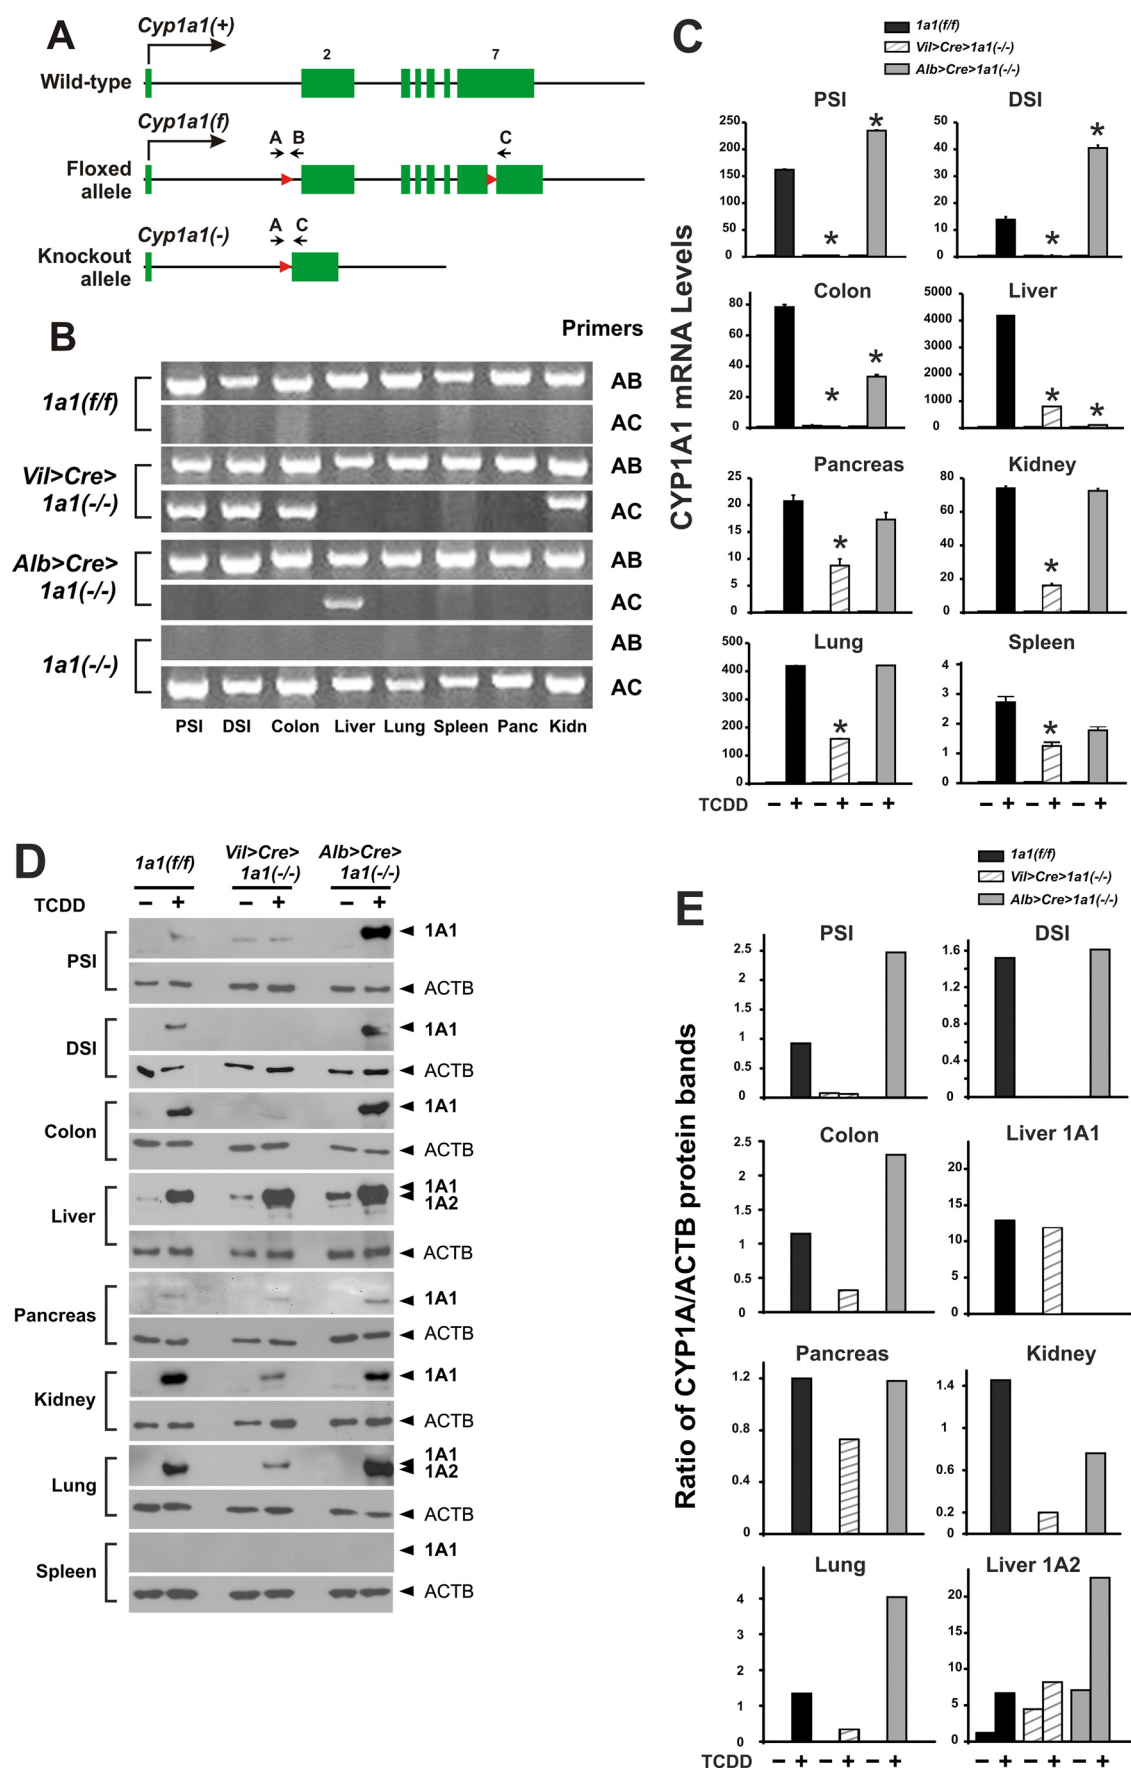 A
Cyp1a1(+)
Wild-type
2
7
Cyp1a1(f)
A
B
C
Floxed
allele
Cyp1a1(-)
A
C
Knockout
allele
B
Primers
1a1(f/f)
AB
AC
Vil>Cre>
1a1(-/-)
AB
AC
Alb>Cre>
1a1(-/-)
AB
AC
1a1(-/-)
AB
AC
PSI DSI Colon Liver Lung Spleen Panc Kidn
C
1a1(f/f)
Vil>Cre>1a1(-/-)
Alb>Cre>1a1(-/-)
CYP1A1 mRNA Levels
PSI
250
200
150
100
50
0
*
*
DSI
50
40
30
20
10
0
*
*
Colon
80
60
40
20
0
*
*
Liver
5000
4000
3000
2000
1000
0
*
*
Pancreas
25
20
15
10
5
0
*
Kidney
80
60
40
20
0
*
Lung
500
400
300
200
100
0
*
Spleen
4
3
2
1
0
*
TCDD − + − + − + − + − + − +
D
1a1(f/f)
Vil>Cre>
1a1(-/-)
Alb>Cre>
1a1(-/-)
TCDD − + − + − +
PSI
1A1
ACTB
DSI
1A1
ACTB
Colon
1A1
ACTB
Liver
1A1
1A2
ACTB
Pancreas
1A1
ACTB
Kidney
1A1
ACTB
Lung
1A1
1A2
ACTB
Spleen
1A1
ACTB
E
1a1(f/f)
Vil>Cre>1a1(-/-)
Alb>Cre>1a1(-/-)
Ratio of CYP1A/ACTB protein bands
PSI
2.5
2
1.5
1
0.5
0
DSI
1.6
1.2
0.8
0.4
0
Colon
2.5
2
1.5
1
0.5
0
Liver 1A1
20
15
10
5
0
Pancreas
1.2
0.8
0.4
0
Kidney
1.4
1
0.6
0.2
0
Lung
4
3
2
1
0
Liver 1A2
20
15
10
5
0
TCDD − + − + − + − + − + − +